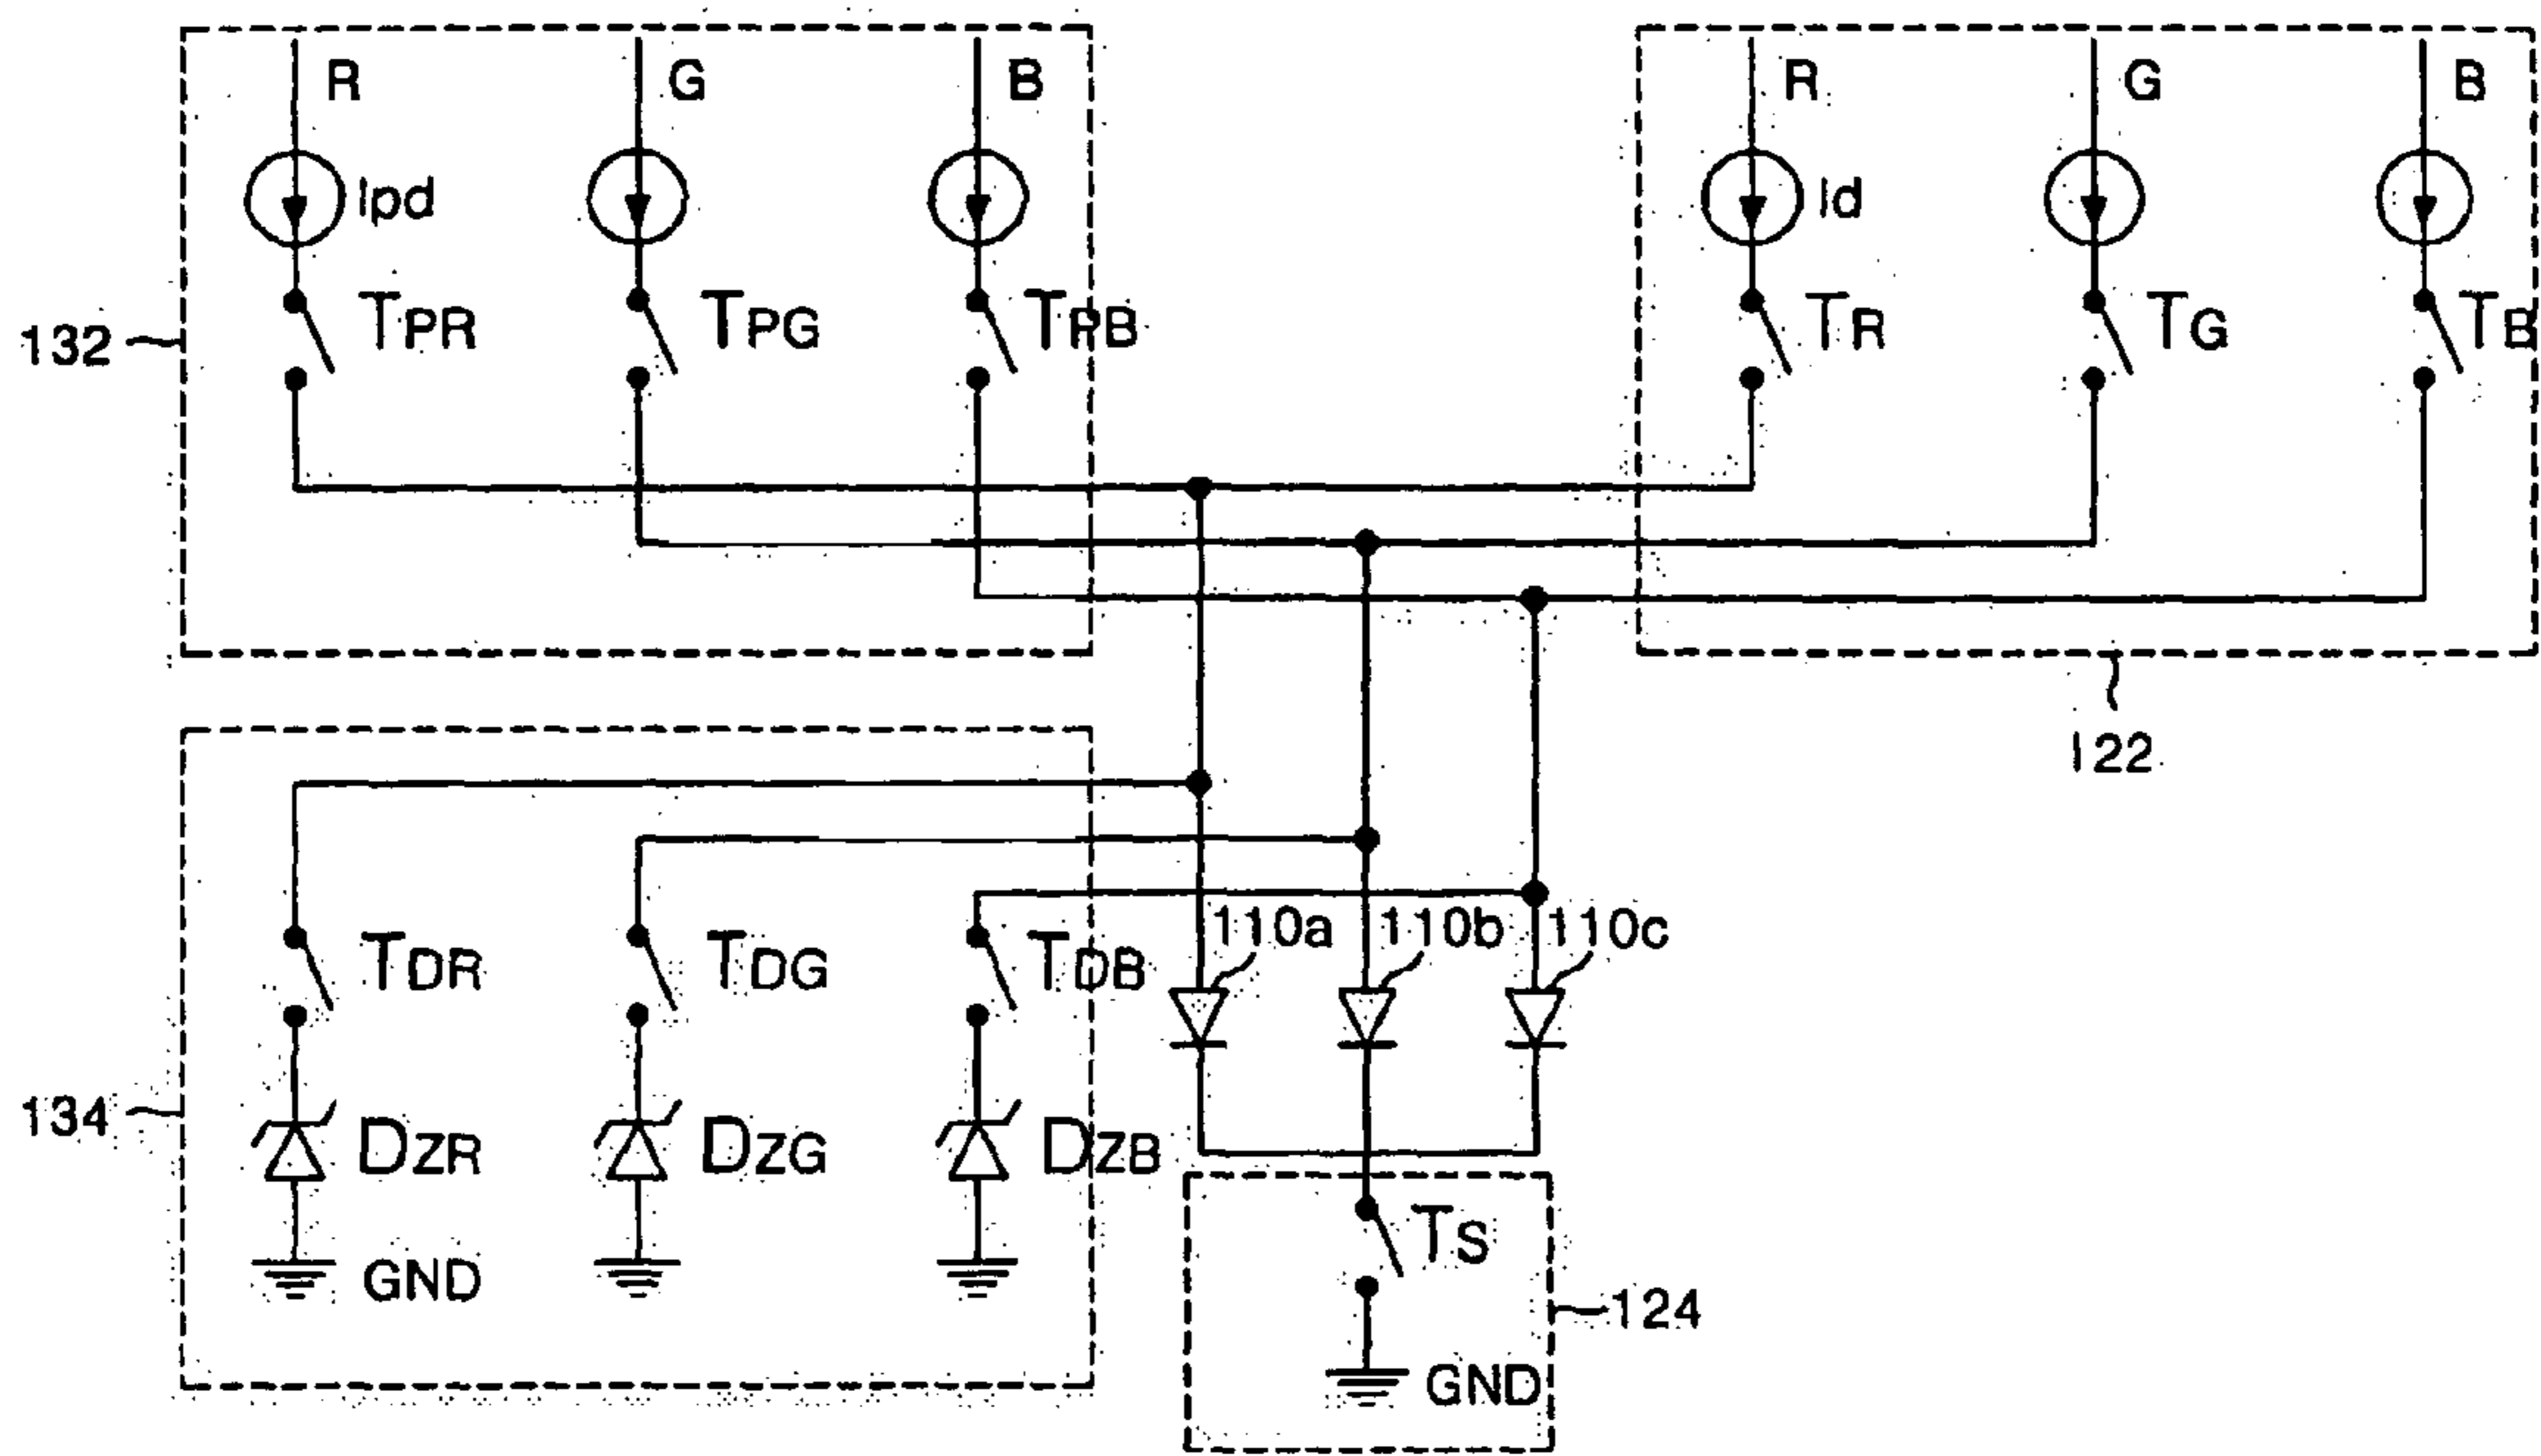 R G B R G B
Ipd Id
TPR TPG TPB TR TG TB
132
122
110a 110b 110c
TDR TDG TDB
134
DZR DZG DZB
TS
GND
124
GND